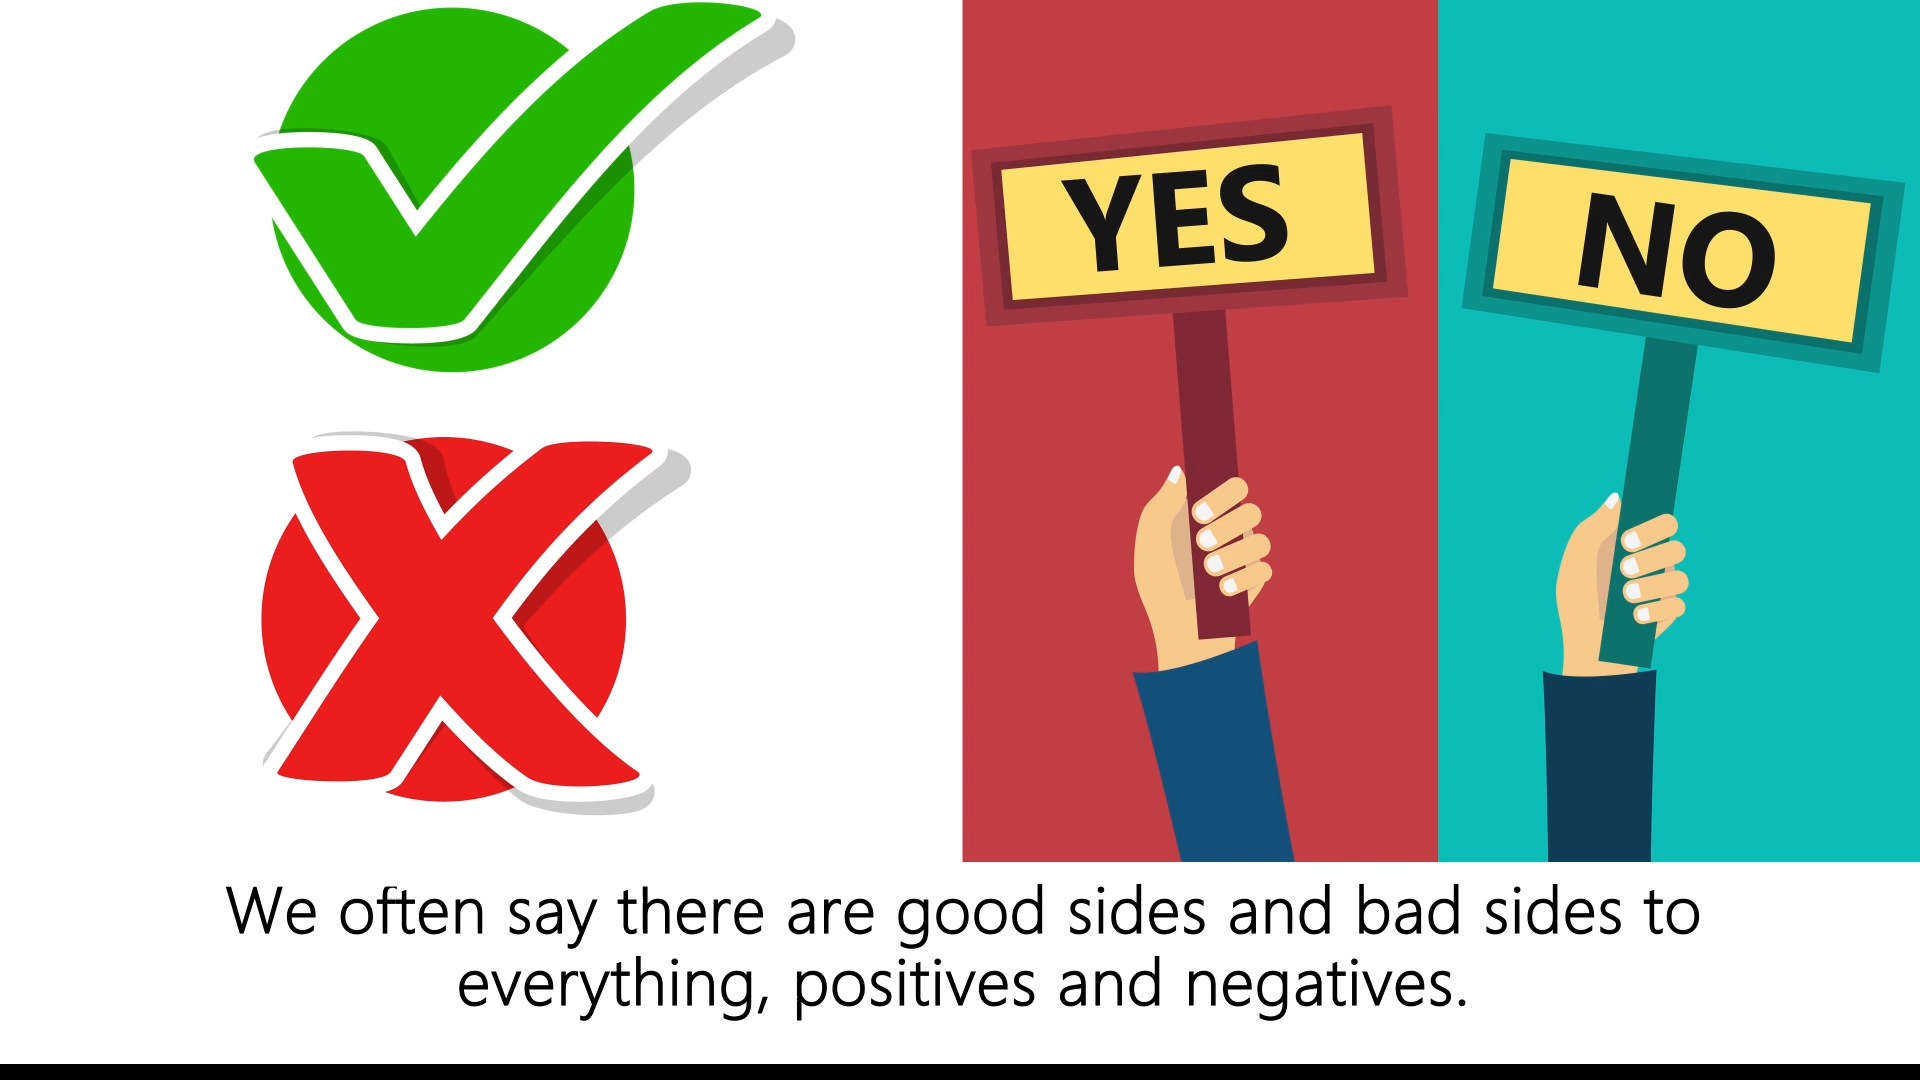 YES
NO
We often say there are good sides and bad sides to
everything, positives and negatives.